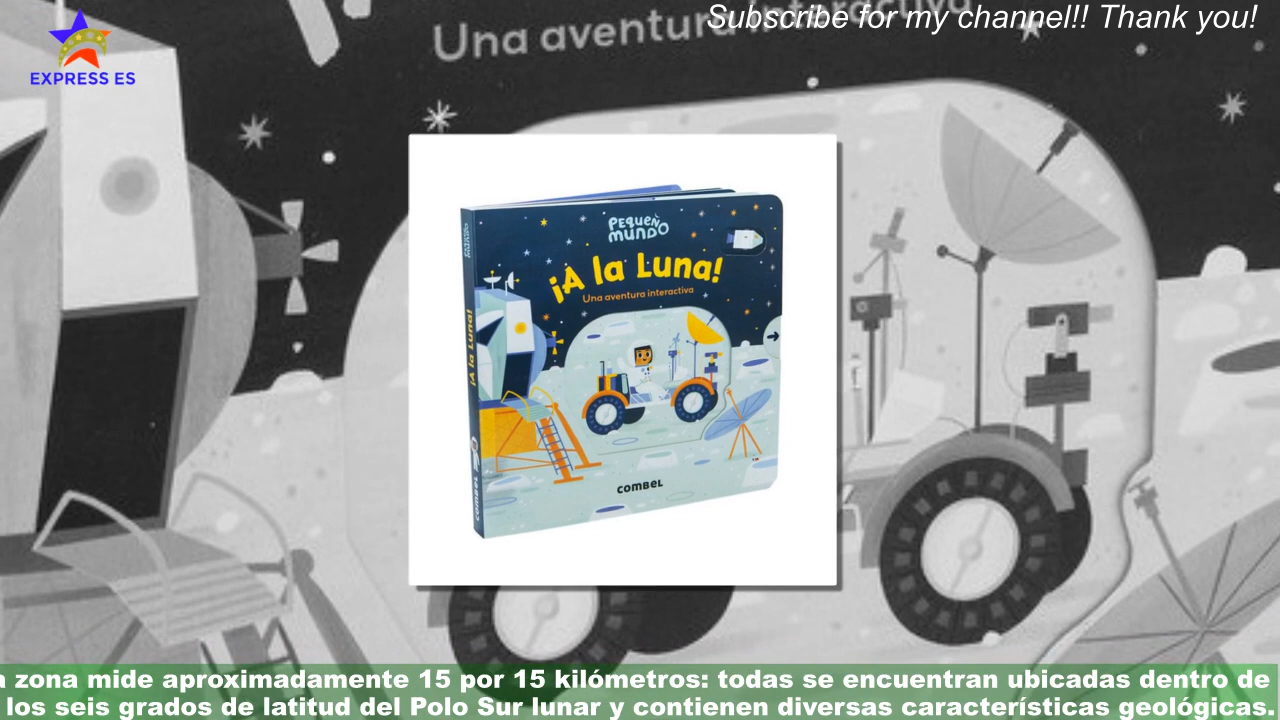 Subscribe for my channel!! Thank you!
Una aventura interactiva
EXPRESS ES
PEQUEÑO
MUNDO
¡A la Luna!
Una aventura interactiva
¡A la Luna!
COMBEL
combel
a zona mide aproximadamente 15 por 15 kilómetros: todas se encuentran ubicadas dentro de
los seis grados de latitud del Polo Sur lunar y contienen diversas características geológicas.